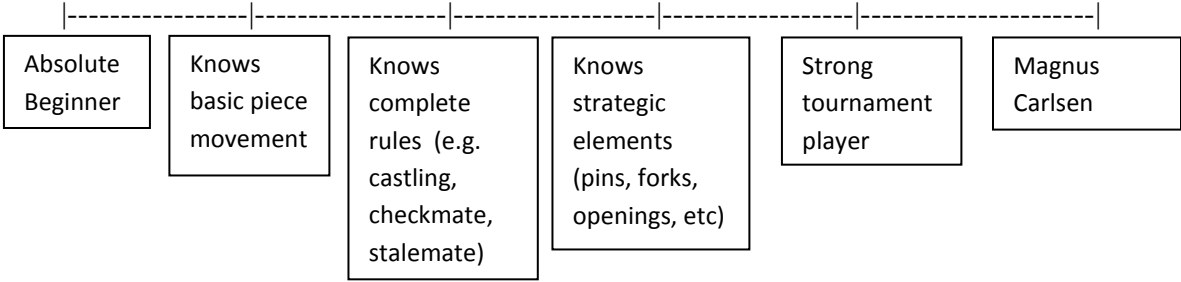 |--------------------|---------------------|----------------------|---------------------|--------------------------|
Absolute
Beginner
Knows
basic piece
movement
Knows
complete
rules (e.g.
castling,
checkmate,
stalemate)
Knows
strategic
elements
(pins, forks,
openings, etc)
Strong
tournament
player
Magnus
Carlsen